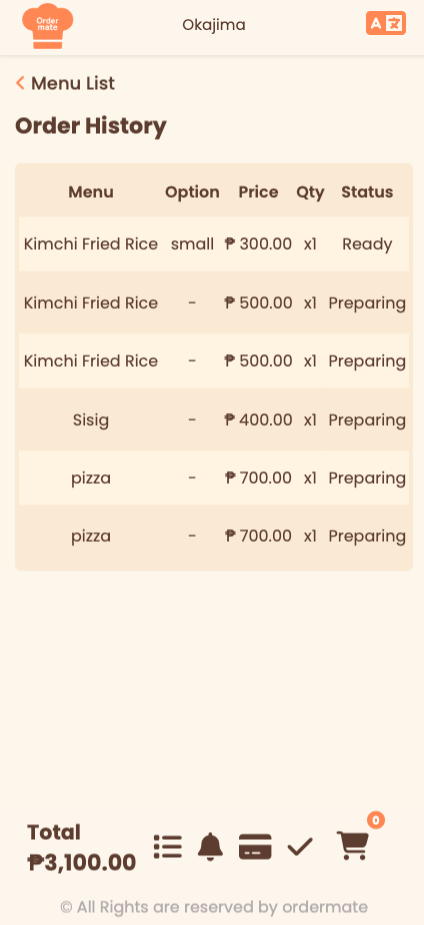 Order
mate
Okajima
A 文
Menu List
Order History
Menu Option Price Qty Status
Kimchi Fried Rice small ₱ 300.00 x1 Ready
Kimchi Fried Rice - ₱ 500.00 x1 Preparing
Kimchi Fried Rice - ₱ 500.00 x1 Preparing
Sisig - ₱ 400.00 x1 Preparing
pizza - ₱ 700.00 x1 Preparing
pizza - ₱ 700.00 x1 Preparing
0
Total
₱3,100.00
© All Rights are reserved by ordermate